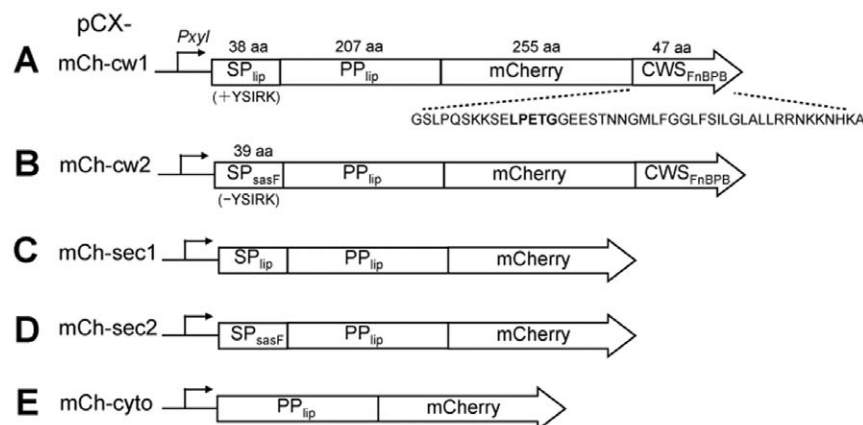 pCX-
A mCh-cw1 Pxyl 38 aa 207 aa 255 aa 47 aa
SPlip PPlip mCherry CWSFnBPB
(+YSIRK)
GSLPQSKKSELPETGGEESTNNGMLFGGLFSILGLALLRRNKKNHKA
B mCh-cw2 39 aa
SPsasF PPlip mCherry CWSFnBPB
(−YSIRK)
C mCh-sec1 SPlip PPlip mCherry
D mCh-sec2 SPsasF PPlip mCherry
E mCh-cyto PPlip mCherry